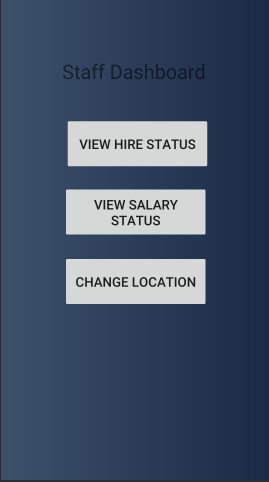 Staff Dashboard
VIEW HIRE STATUS
VIEW SALARY
STATUS
CHANGE LOCATION